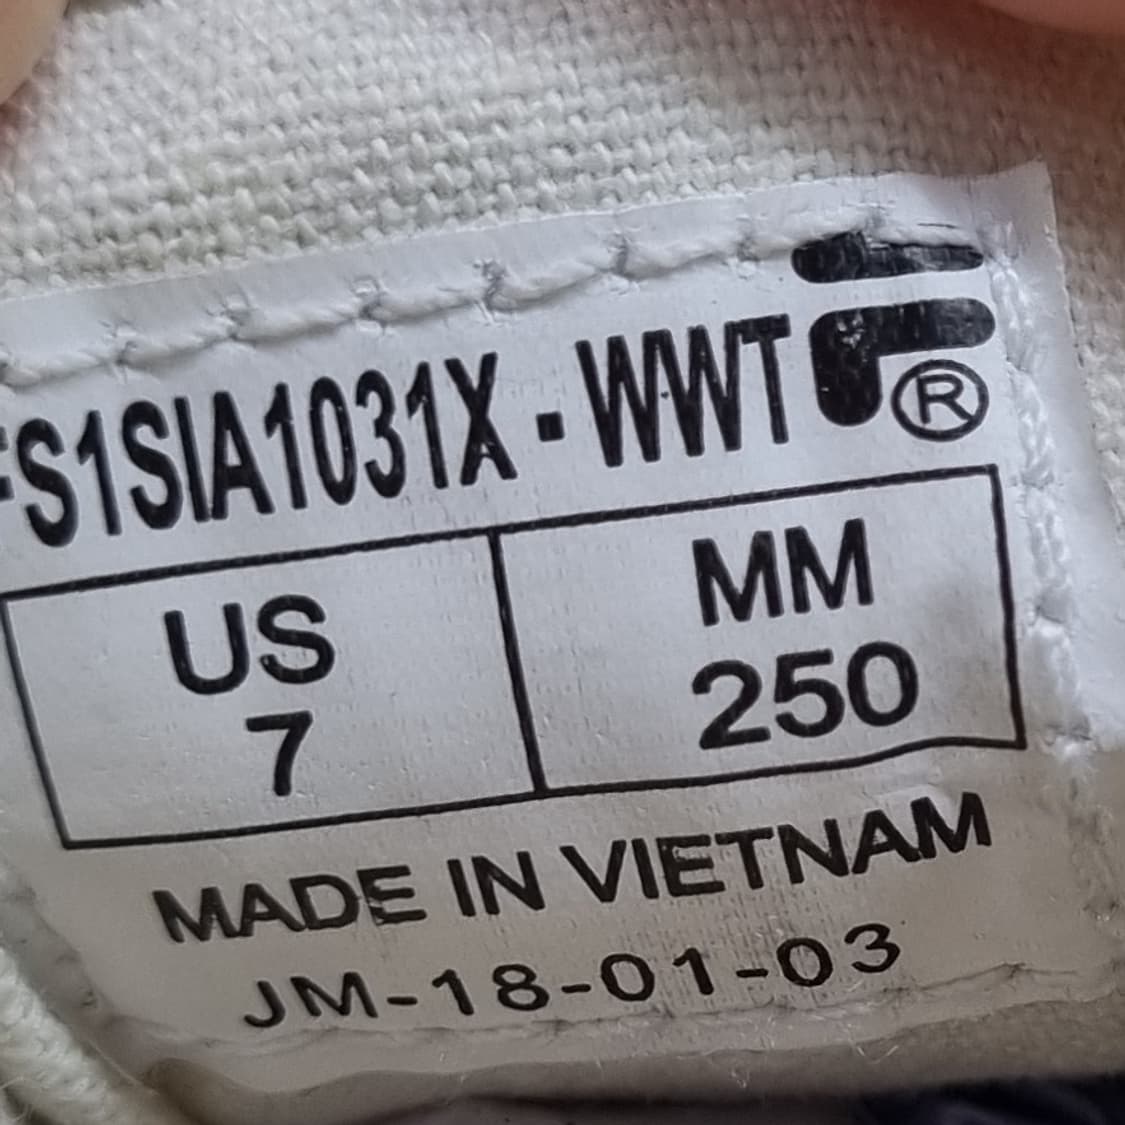 FS1SIA1031X-WWT ®
US MM
7 250
MADE IN VIETNAM
JM-18-01-03